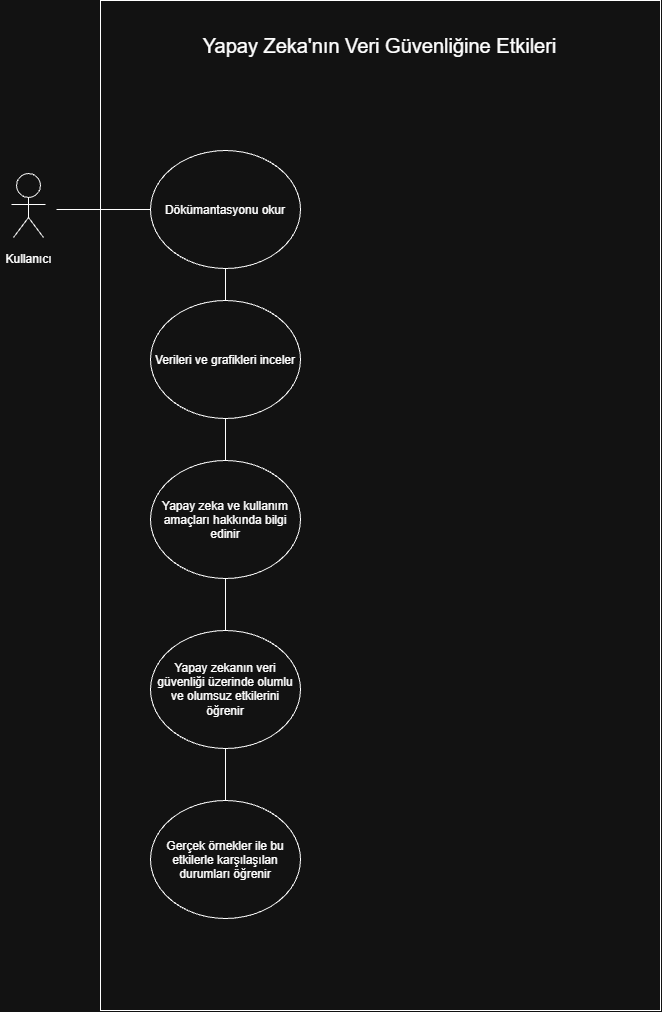 Yapay Zeka'nın Veri Güvenliğine Etkileri
Dökümantasyonu okur
Kullanıcı
Verileri ve grafikleri inceler
Yapay zeka ve kullanım
amaçları hakkında bilgi
edinir
Yapay zekanın veri
güvenliği üzerinde olumlu
ve olumsuz etkilerini
öğrenir
Gerçek örnekler ile bu
etkilerle karşılaşılan
durumları öğrenir